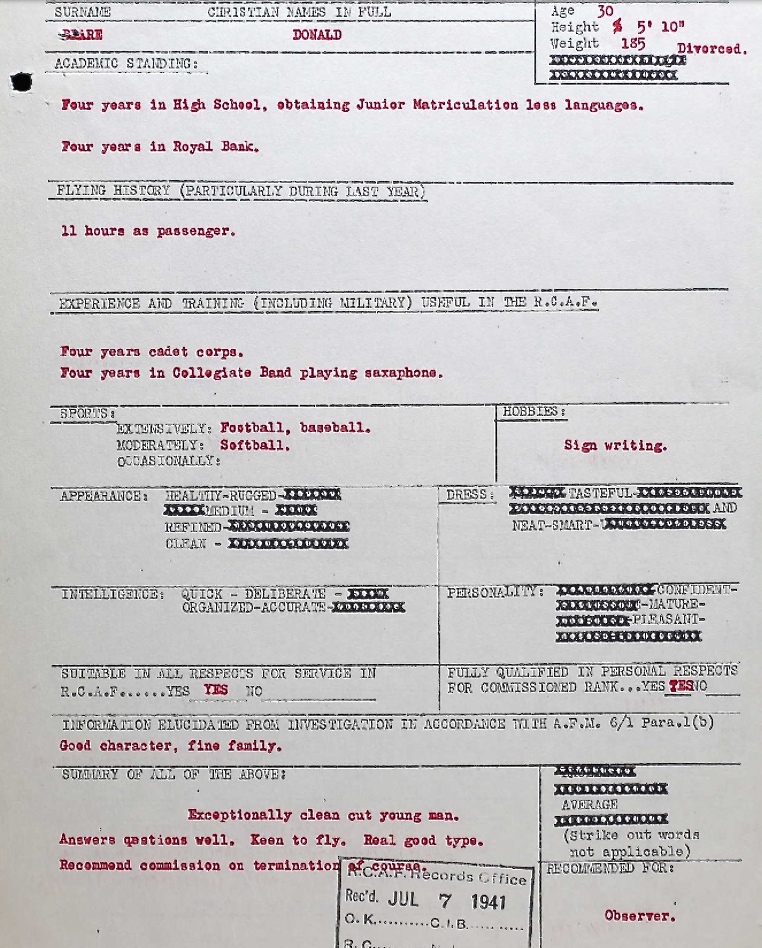 SURNAME CHRISTIAN NAMES IN FULL
DONALD
Age 30
Height 5' 10"
Weight 185 Divorced.
ACADEMIC STANDING:
Four years in High School, obtaining Junior Matriculation less languages.
Four years in Royal Bank.
FLYING HISTORY (PARTICULARLY DURING LAST YEAR)
11 hours as passenger.
EXPERIENCE AND TRAINING (INCLUDING MILITARY) USEFUL IN THE R.C.A.F.
Four years cadet corps.
Four years in Collegiate Band playing saxaphone.
SPORTS:
EXTENSIVELY: Football, baseball.
MODERATELY: Softball.
OCCASIONALLY:
HOBBIES:
Sign writing.
APPEARANCE: HEALTHY-RUGGED-
MEDIUM -
REFINED-
CLEAN -
DRESS: TASTEFUL-
AND
NEAT-SMART-
INTELLIGENCE: QUICK - DELIBERATE -
ORGANIZED-ACCURATE-
PERSONALITY: -CONFIDENT-
-MATURE-
-PLEASANT-
SUITABLE IN ALL RESPECTS FOR SERVICE IN
R.C.A.F......YES YES NO
FULLY QUALIFIED IN PERSONAL RESPECTS
FOR COMMISSIONED RANK...YES YES NO
INFORMATION ELUCIDATED FROM INVESTIGATION IN ACCORDANCE WITH A.F.M. 6/1 Para.1(b)
Good character, fine family.
SUMMARY OF ALL OF THE ABOVE:
Exceptionally clean cut young man.
Answers qestions well. Keen to fly. Real good type.
Recommend commission on termination of course.
AVERAGE
(Strike out words
not applicable)
RECOMMENDED FOR:
Observer.
R.C.A.F. Records Office
Rec'd. JUL 7 1941
O.K..........C.I.B..........
R.C.